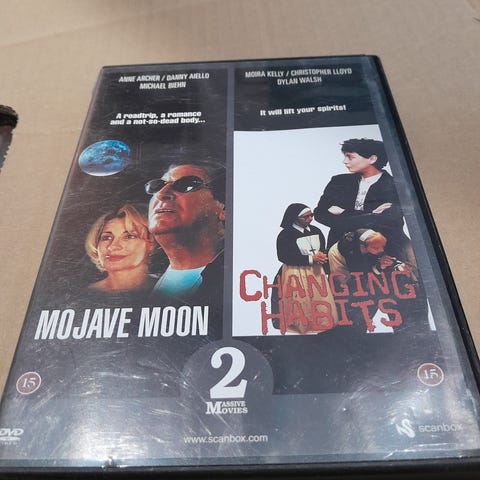 ANNE ARCHER / DANNY AIELLO
MICHAEL BIEHN
A roadtrip, a romance
and a not-so-dead body...
MOJAVE MOON
MOIRA KELLY / CHRISTOPHER LLOYD
DYLAN WALSH
It will lift your spirits!
CHANGING
HABITS
15
2
MASSIVE
MOVIES
15
DVD
www.scanbox.com
scanbox